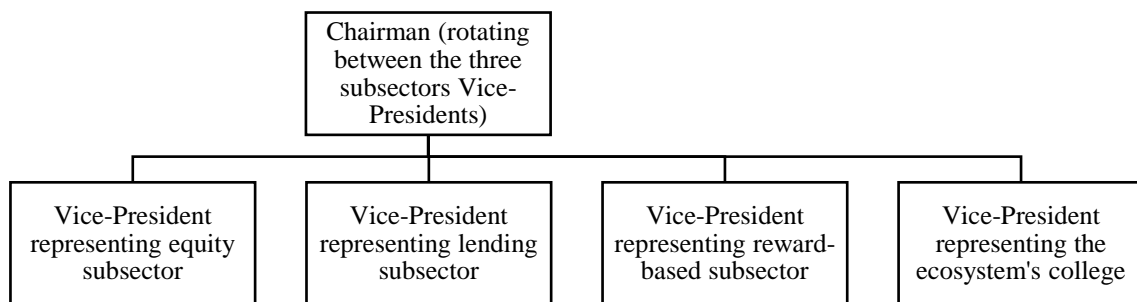 Chairman (rotating
between the three
subsectors Vice-
Presidents)
Vice-President
representing equity
subsector
Vice-President
representing lending
subsector
Vice-President
representing reward-
based subsector
Vice-President
representing the
ecosystem's college